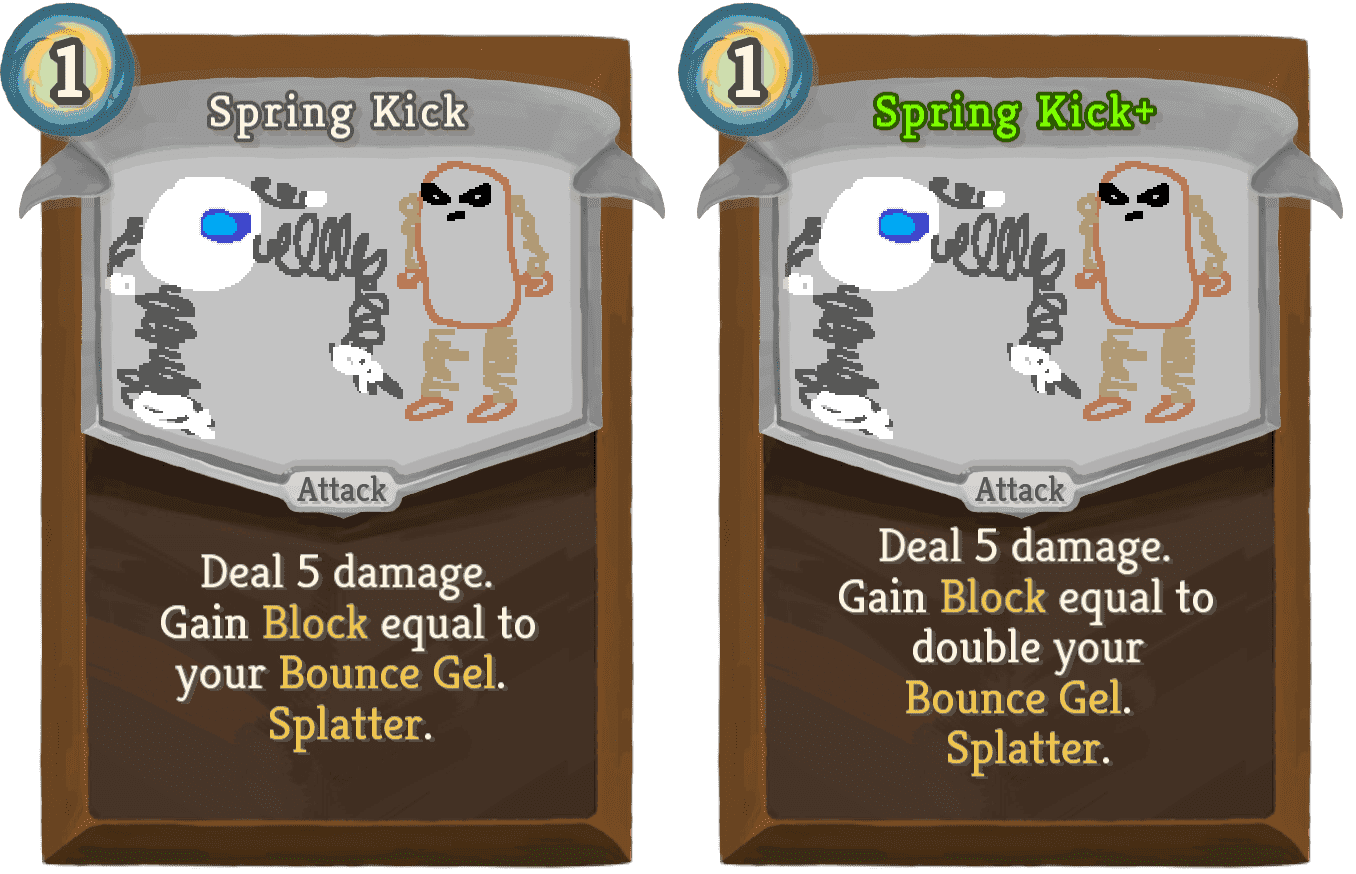 1
Spring Kick
Attack
Deal 5 damage.
Gain Block equal to
your Bounce Gel.
Splatter.
1
Spring Kick+
Attack
Deal 5 damage.
Gain Block equal to
double your
Bounce Gel.
Splatter.